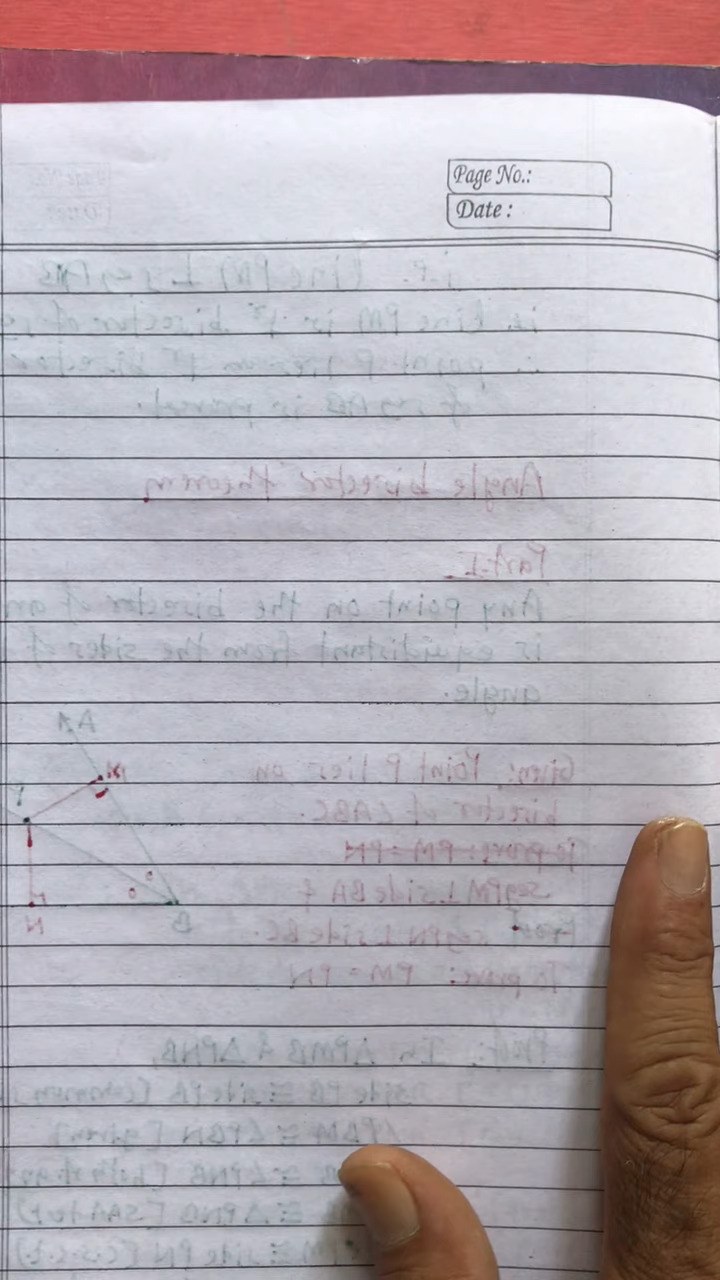 Page No.:
Date :
i.e. line PM ⊥ seg AB
i.e. line PM is ⊥r bisector of seg
∴ point P lies on ⊥r bisector
of seg AB is proved.
Angle bisector theorem
Part-I
Any point on the bisector of an
is equidistant from the sides of
angle.
A
Given: Point P lies on
M
bisector of ∠ABC.
P
To prove: PM = PN
seg PM ⊥ side BA &
Proof seg PN ⊥ side BC.
B
N
To prove: PM = PN
Proof: In △PMB & △PNB,
side PB ≅ side PB [common
∠PBM ≅ ∠PBN [given]
≅ ∠PNB
≅ △PNB [SAA test]
≅ side PN [c.s.c.t.]